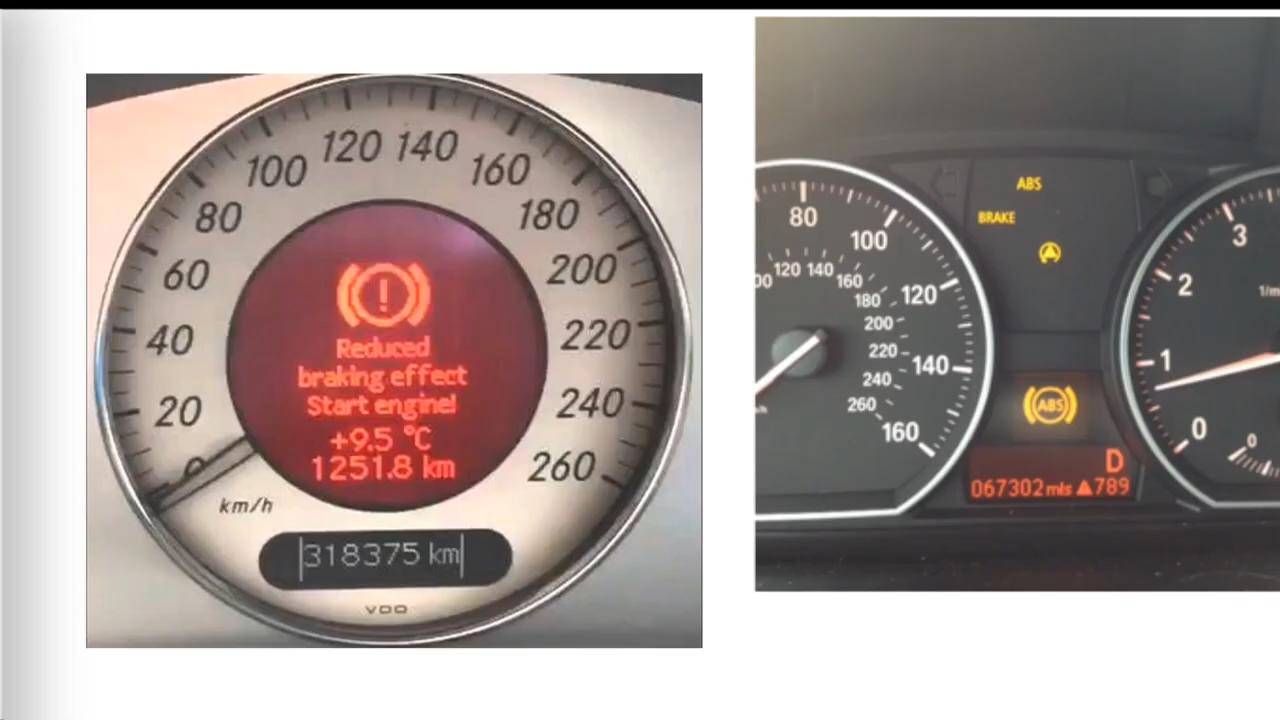 120 140
100 160
80 180
60 200
40 220
20 240
0 260
km/h
!
Reduced
braking effect
Start engine!
+9.5 °C
1251.8 km
318375 km
VDO
ABS
BRAKE
80
100
120
140
160
00 120 140 160
180
200
220
240
260
ABS
D
067302 mls ▲789
3
2
1
0
0
1/m